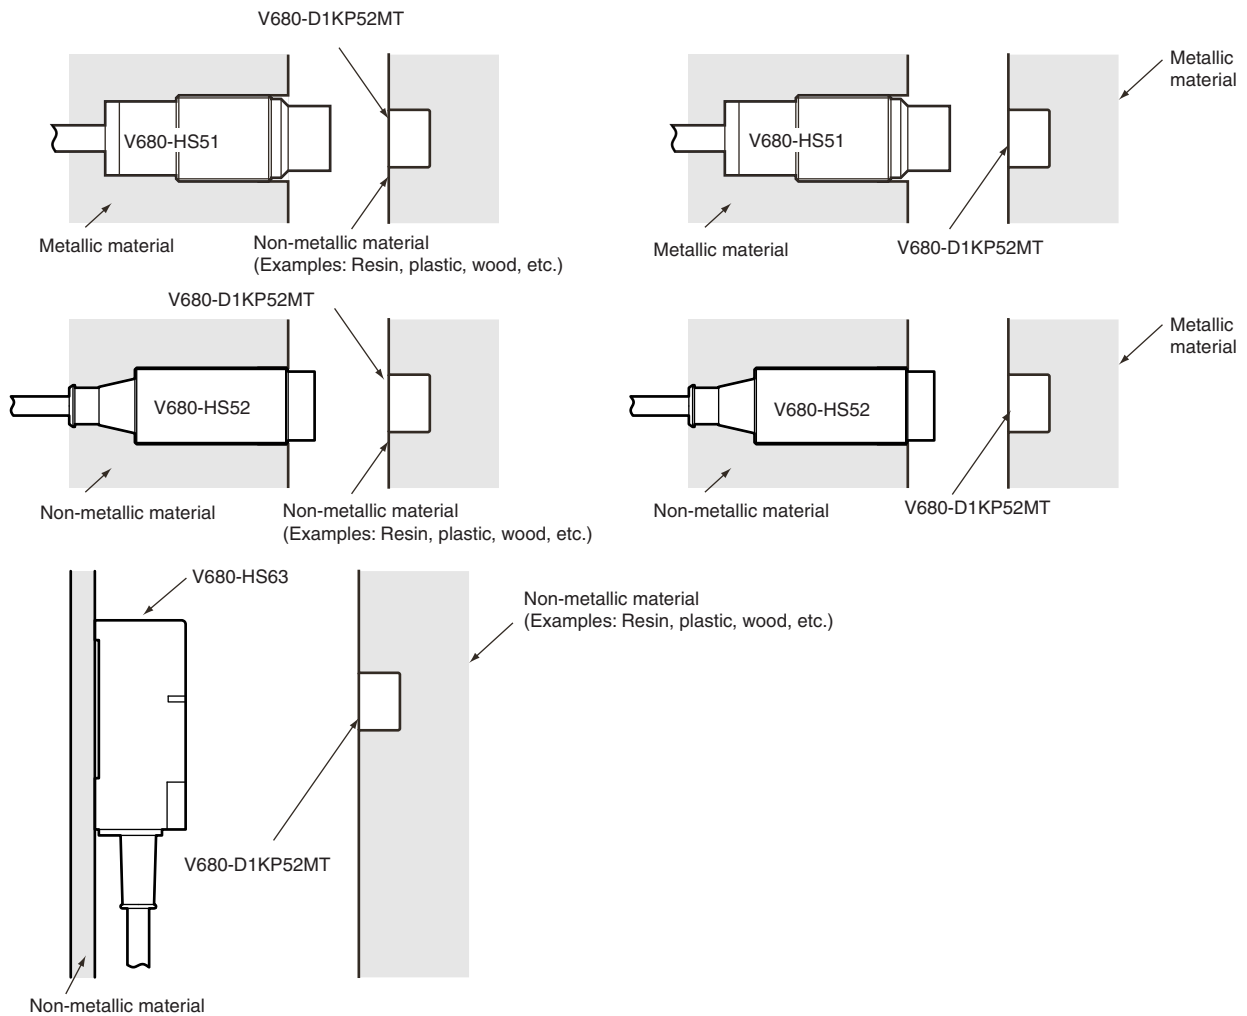 V680-D1KP52MT
Metallic
material
V680-HS51
V680-HS51
Metallic material
Non-metallic material
(Examples: Resin, plastic, wood, etc.)
Metallic material
V680-D1KP52MT
V680-D1KP52MT
Metallic
material
V680-HS52
V680-HS52
Non-metallic material
Non-metallic material
(Examples: Resin, plastic, wood, etc.)
Non-metallic material
V680-D1KP52MT
V680-HS63
Non-metallic material
(Examples: Resin, plastic, wood, etc.)
V680-D1KP52MT
Non-metallic material